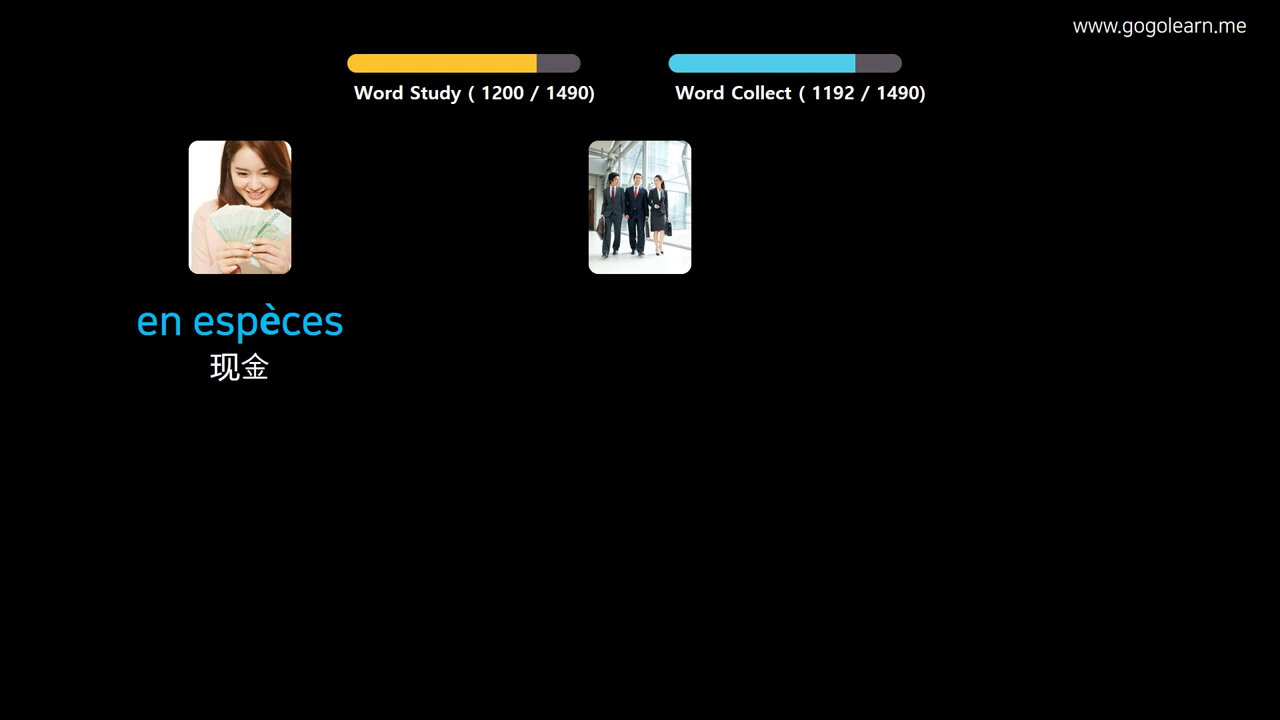 www.gogolearn.me
Word Study ( 1200 / 1490)
Word Collect ( 1192 / 1490)
en espèces
现金